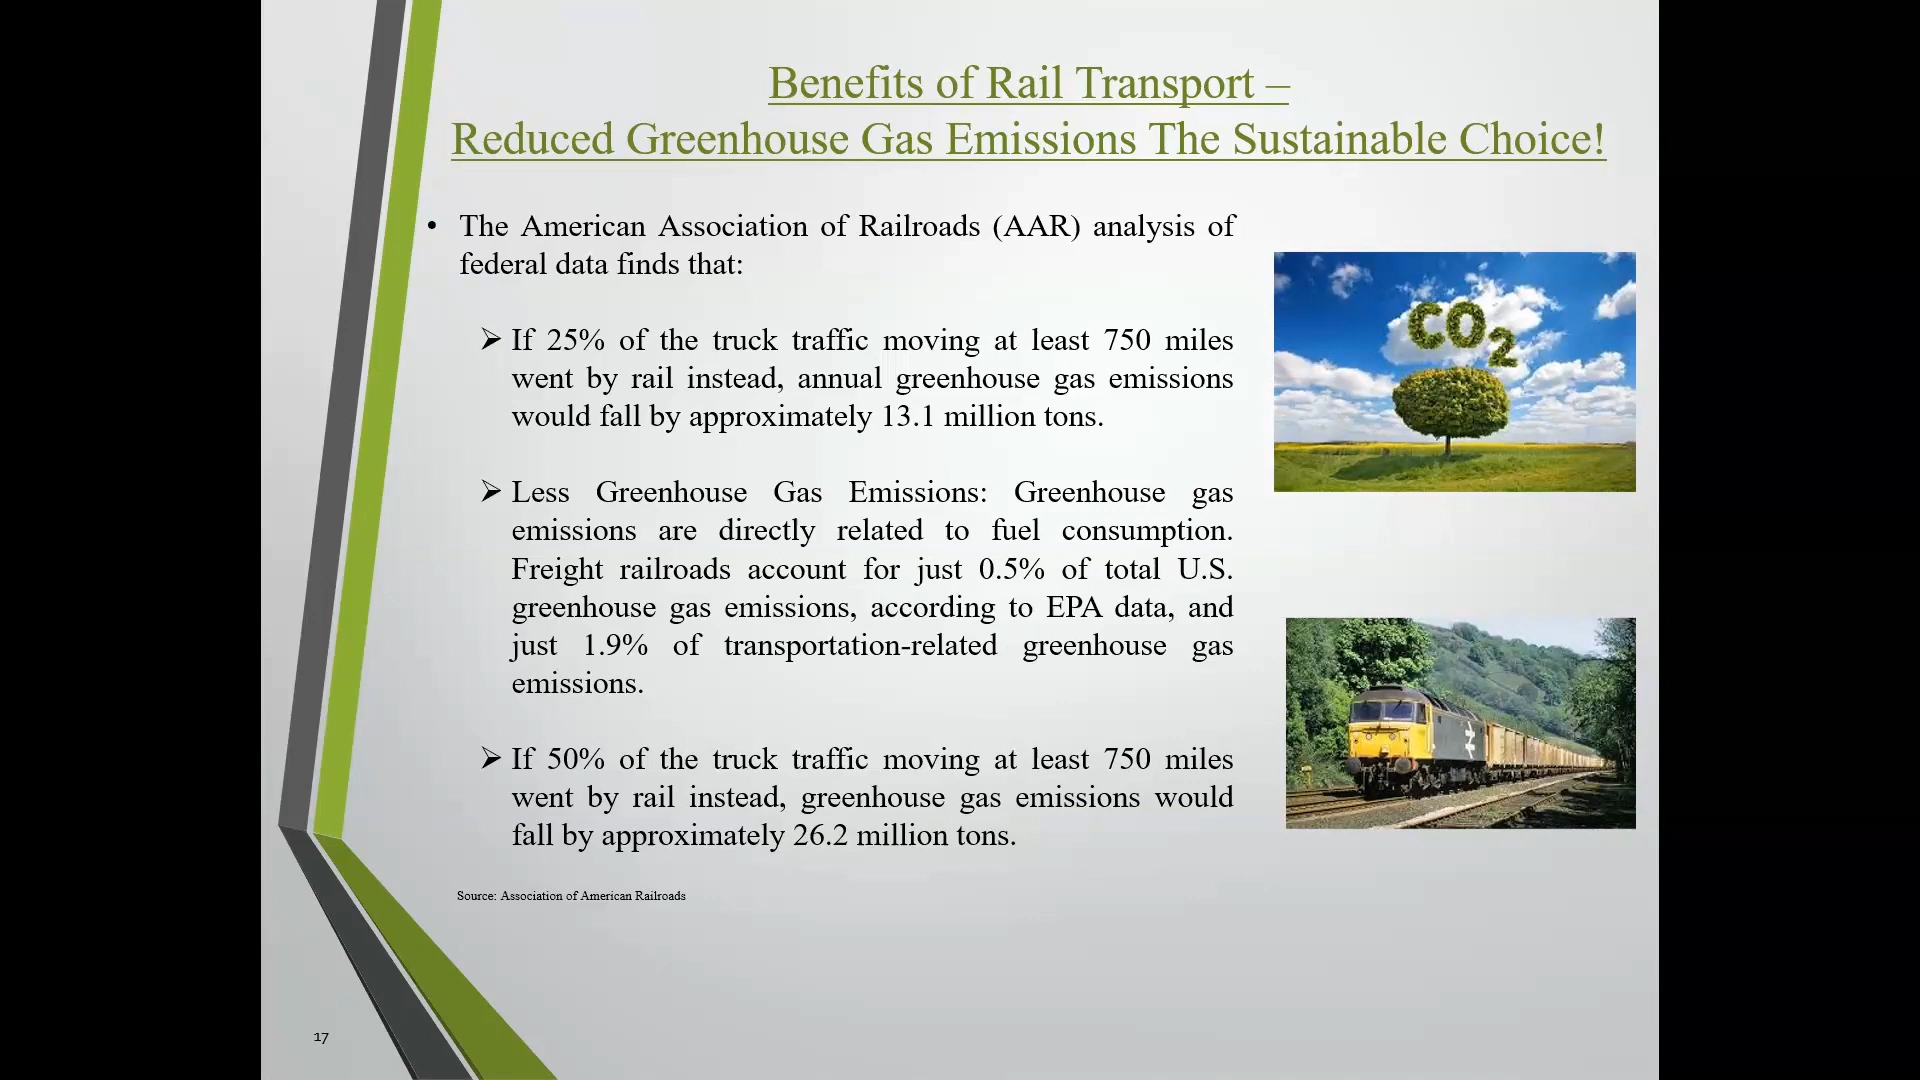 Benefits of Rail Transport –
Reduced Greenhouse Gas Emissions The Sustainable Choice!
• The American Association of Railroads (AAR) analysis of
federal data finds that:
➢ If 25% of the truck traffic moving at least 750 miles
went by rail instead, annual greenhouse gas emissions
would fall by approximately 13.1 million tons.
➢ Less Greenhouse Gas Emissions: Greenhouse gas
emissions are directly related to fuel consumption.
Freight railroads account for just 0.5% of total U.S.
greenhouse gas emissions, according to EPA data, and
just 1.9% of transportation-related greenhouse gas
emissions.
➢ If 50% of the truck traffic moving at least 750 miles
went by rail instead, greenhouse gas emissions would
fall by approximately 26.2 million tons.
Source: Association of American Railroads
CO2
17